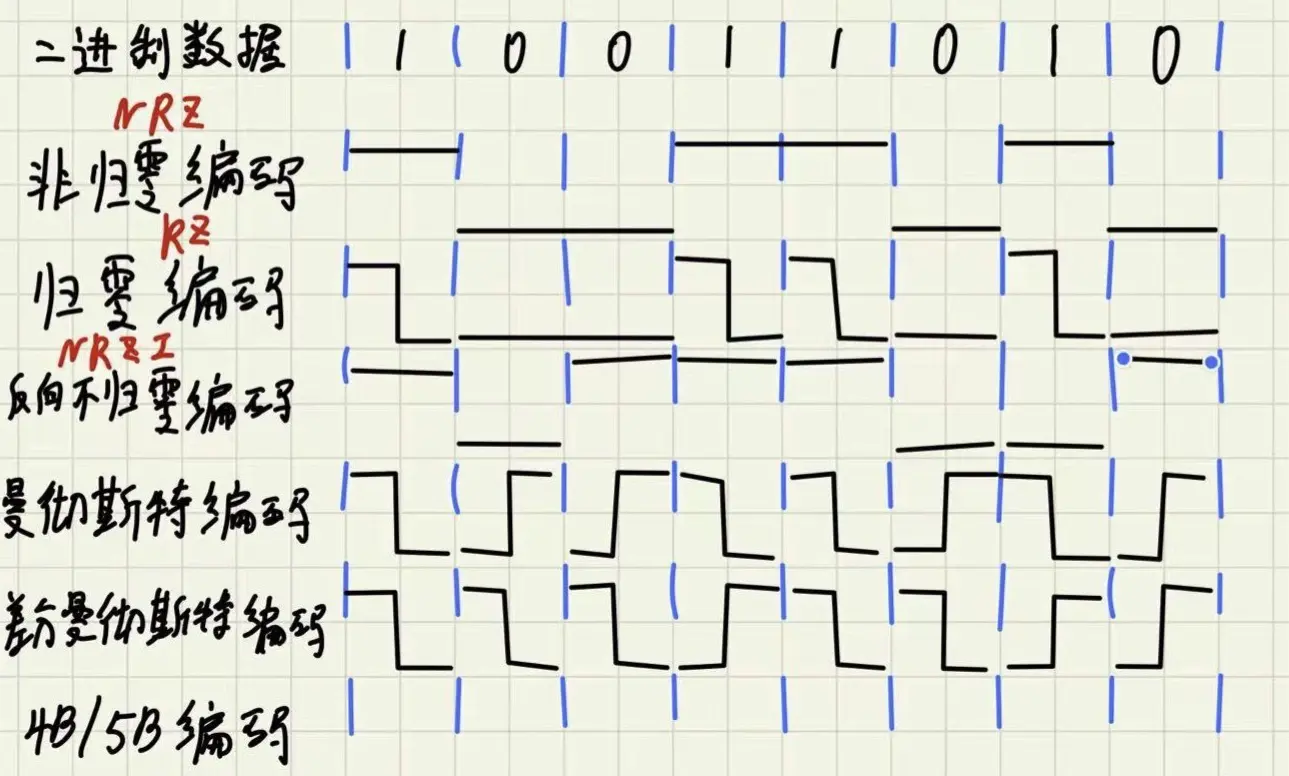 二进制数据 1 0 0 1 1 0 1 0
NRZ
非归零编码
RZ
归零编码
NRZI
反向不归零编码
曼彻斯特编码
差分曼彻斯特编码
4B/5B编码